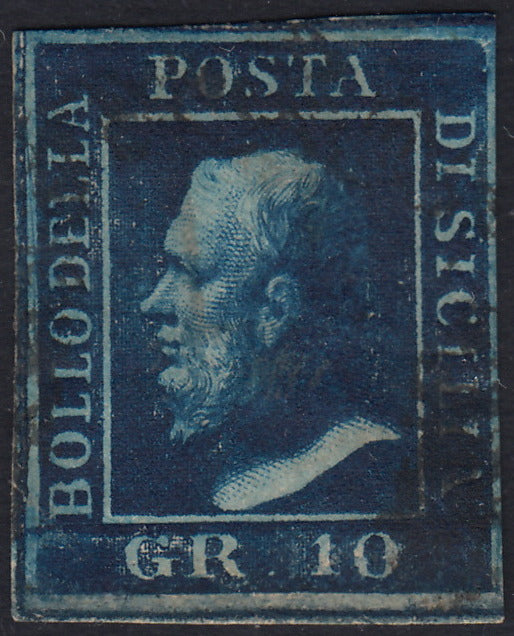 BOLLO DELLA
POSTA
DI SICILIA
GR 10